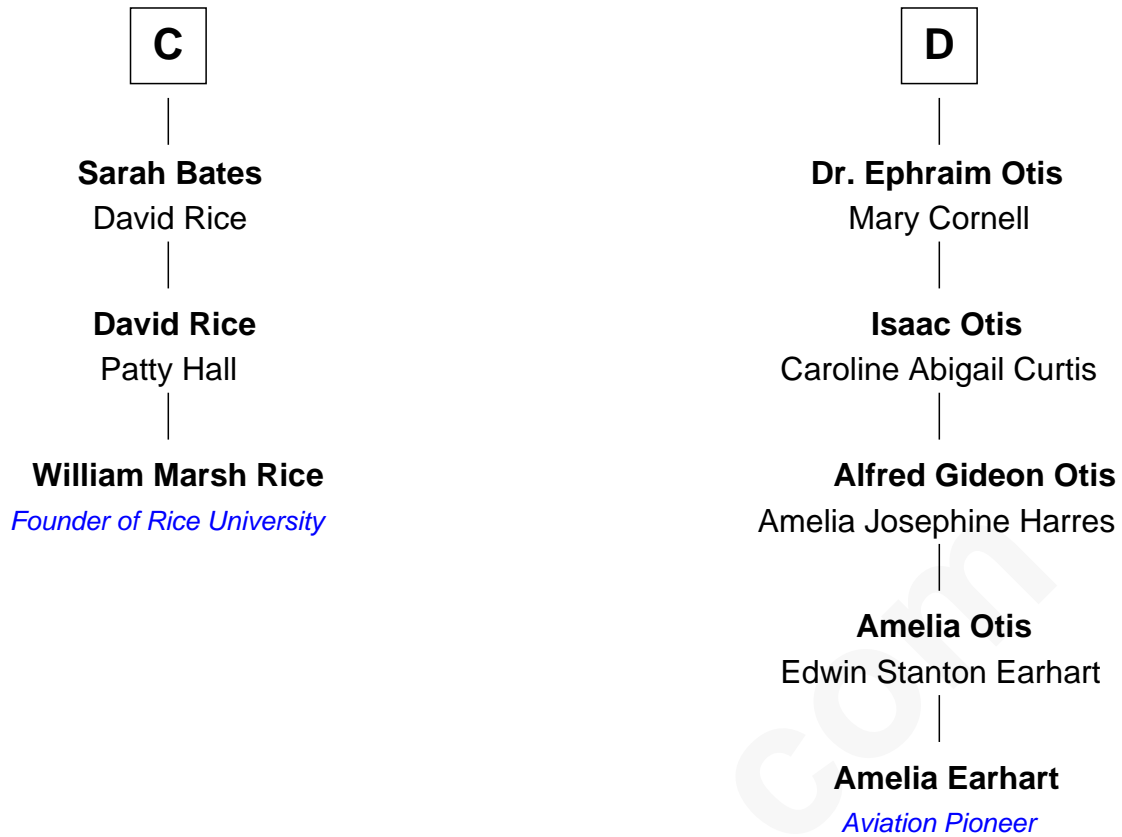 C
Sarah Bates
David Rice
David Rice
Patty Hall
William Marsh Rice
Founder of Rice University
D
Dr. Ephraim Otis
Mary Cornell
Isaac Otis
Caroline Abigail Curtis
Alfred Gideon Otis
Amelia Josephine Harres
Amelia Otis
Edwin Stanton Earhart
Amelia Earhart
Aviation Pioneer
com